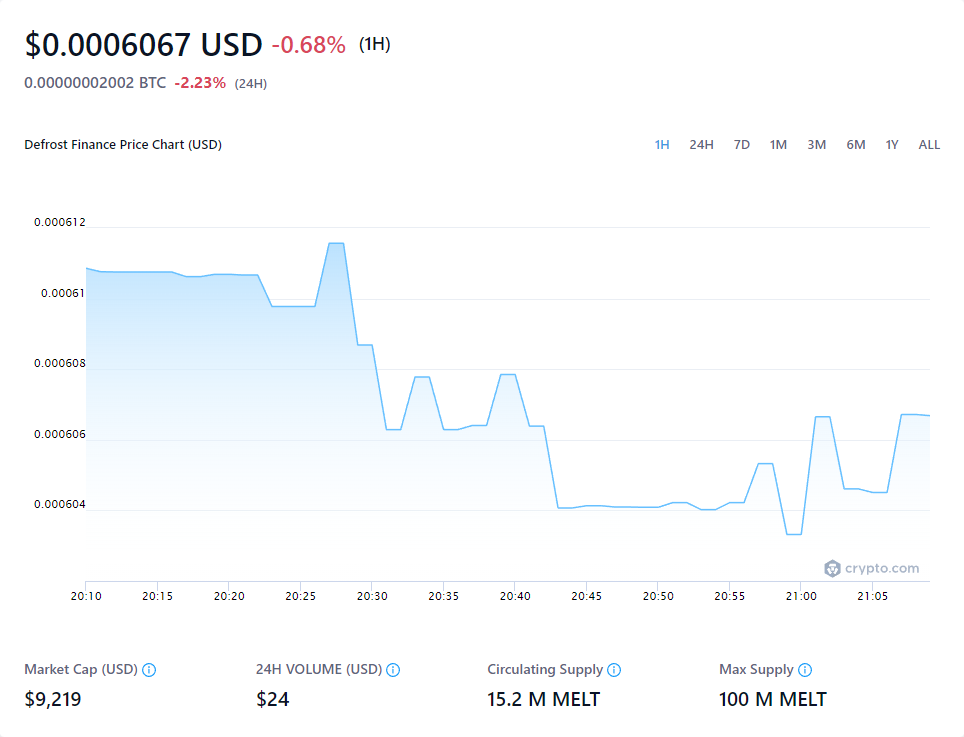 $0.0006067 USD -0.68% (1H)
0.00000002002 BTC -2.23% (24H)
Defrost Finance Price Chart (USD)
1H 24H 7D 1M 3M 6M 1Y ALL
0.000612
0.00061
0.000608
0.000606
0.000604
crypto.com
20:10 20:15 20:20 20:25 20:30 20:35 20:40 20:45 20:50 20:55 21:00 21:05
Market Cap (USD) 24H VOLUME (USD) Circulating Supply Max Supply
$9,219 $24 15.2 M MELT 100 M MELT